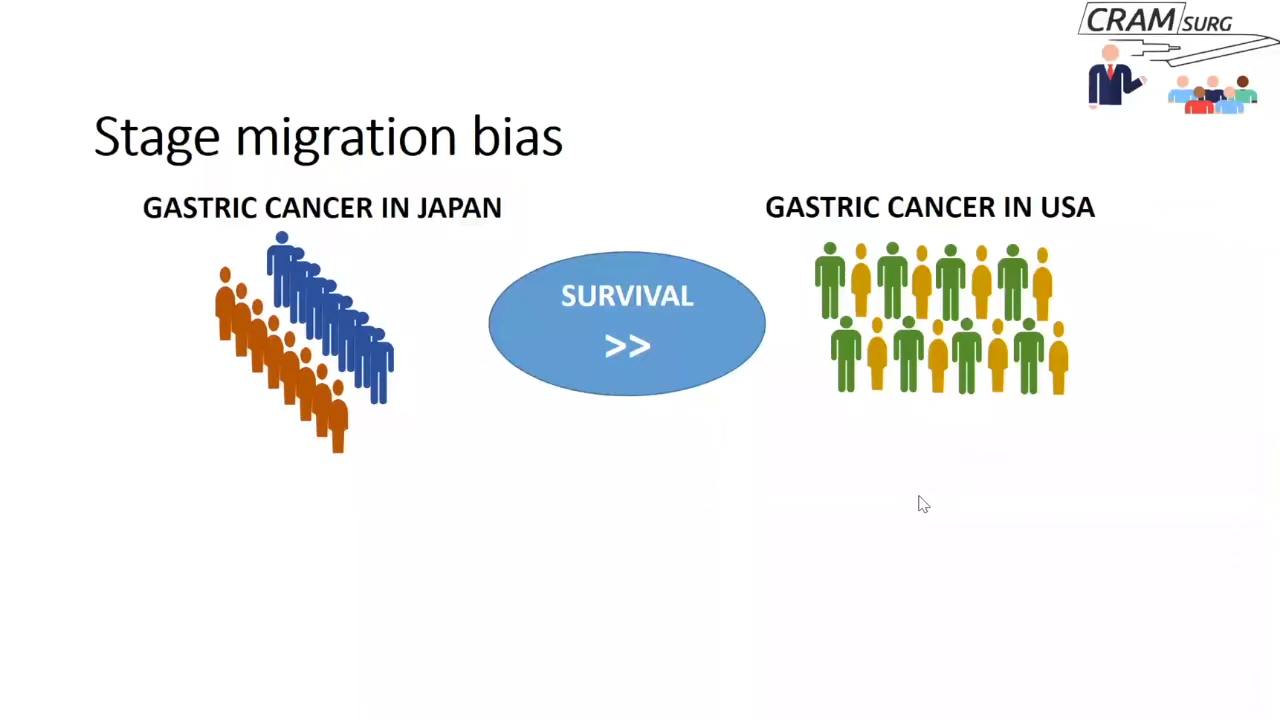 CRAM SURG
Stage migration bias
GASTRIC CANCER IN JAPAN
GASTRIC CANCER IN USA
SURVIVAL
>>